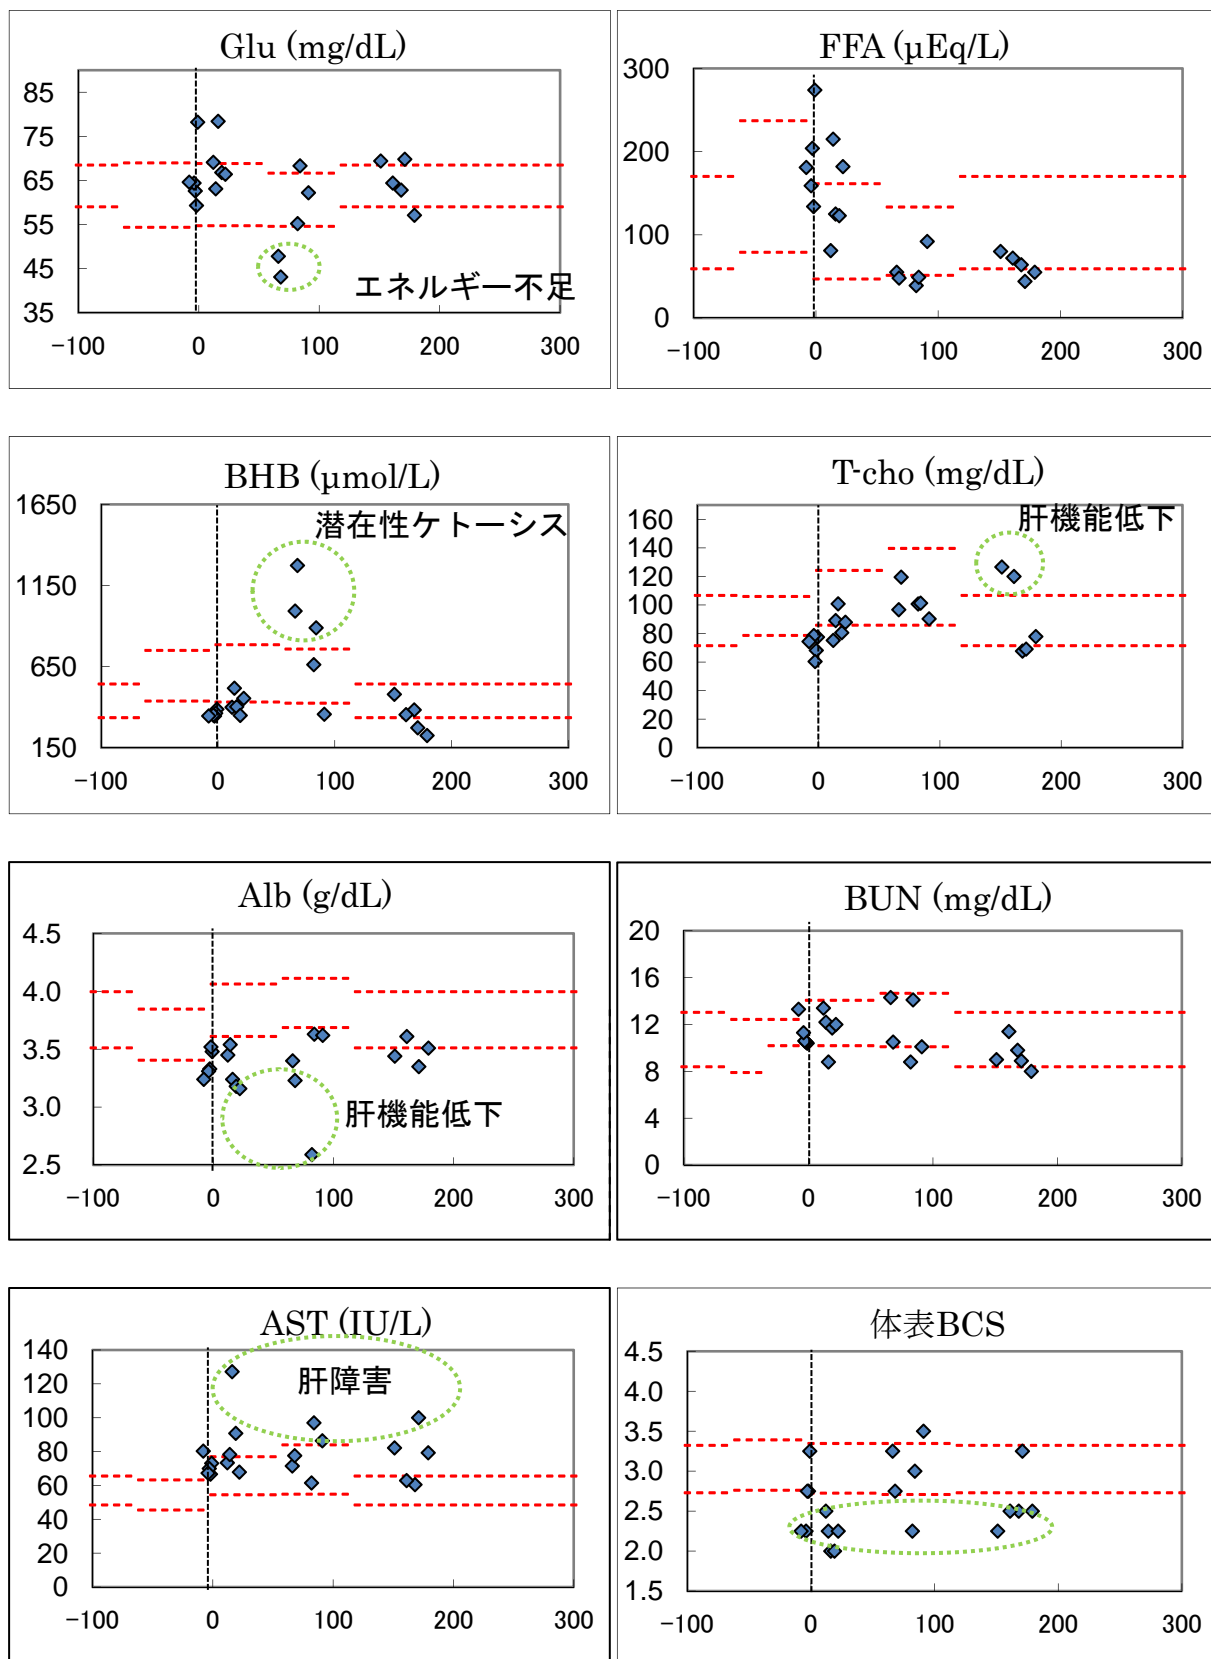 Glu (mg/dL)
85
75
65
55
45
35
エネルギー不足
−100 0 100 200 300
FFA (µEq/L)
300
200
100
0
−100 0 100 200 300
BHB (µmol/L)
1650
1150
650
150
潜在性ケトーシス
−100 0 100 200 300
T-cho (mg/dL)
160
140
120
100
80
60
40
20
0
肝機能低下
−100 0 100 200 300
Alb (g/dL)
4.5
4.0
3.5
3.0
2.5
肝機能低下
−100 0 100 200 300
BUN (mg/dL)
20
16
12
8
4
0
−100 0 100 200 300
AST (IU/L)
140
120
100
80
60
40
20
0
肝障害
−100 0 100 200 300
体表BCS
4.5
4.0
3.5
3.0
2.5
2.0
1.5
−100 0 100 200 300